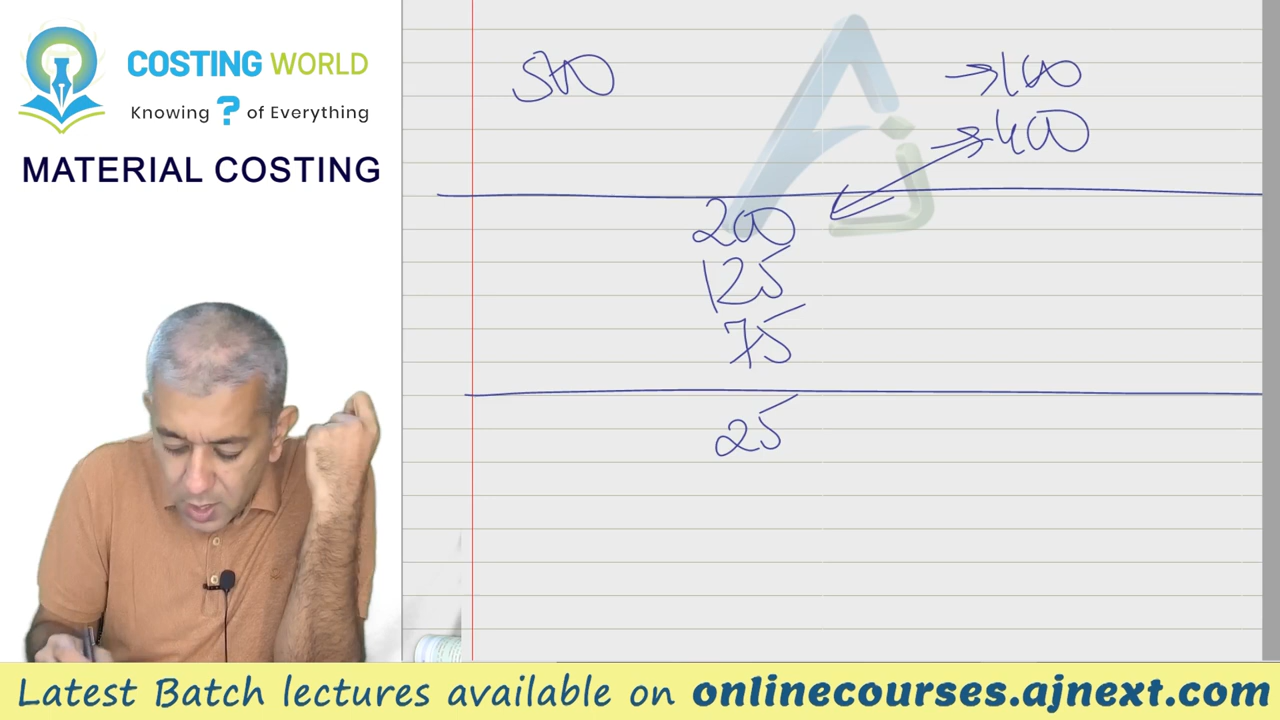 COSTING WORLD
Knowing ? of Everything
MATERIAL COSTING
500 →100
→400
200
125
75
25
Latest Batch lectures available on onlinecourses.ajnext.com